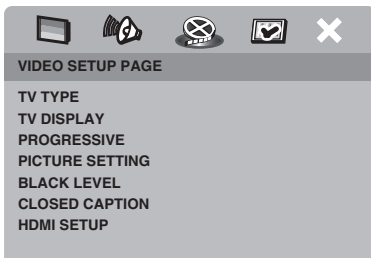 VIDEO SETUP PAGE
TV TYPE
TV DISPLAY
PROGRESSIVE
PICTURE SETTING
BLACK LEVEL
CLOSED CAPTION
HDMI SETUP